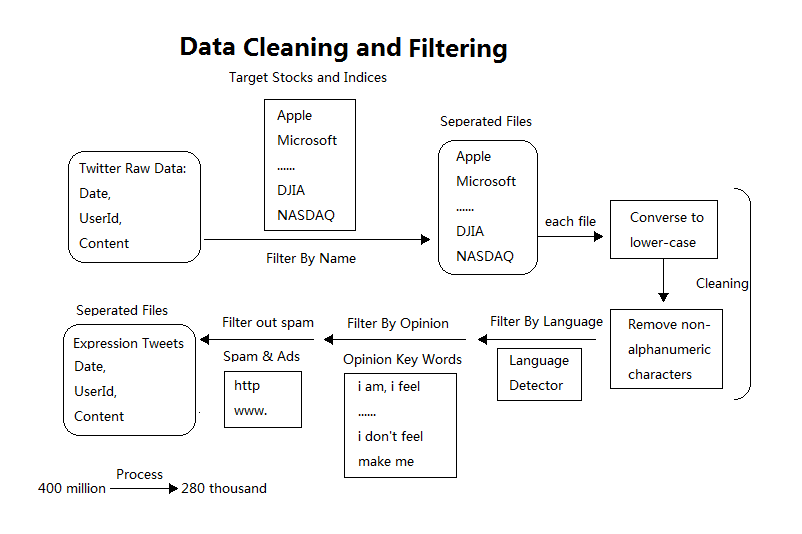 Data Cleaning and Filtering
Target Stocks and Indices
Apple
Microsoft
......
DJIA
NASDAQ
Twitter Raw Data:
Date,
UserId,
Content
Filter By Name
Seperated Files
Apple
Microsoft
......
DJIA
NASDAQ
each file
Converse to
lower-case
Cleaning
Remove non-
alphanumeric
characters
Filter By Language
Language
Detector
Filter By Opinion
Opinion Key Words
i am, i feel
......
i don't feel
make me
Filter out spam
Spam & Ads
http
www.
Seperated Files
Expression Tweets
Date,
UserId,
Content
Process
400 million
280 thousand